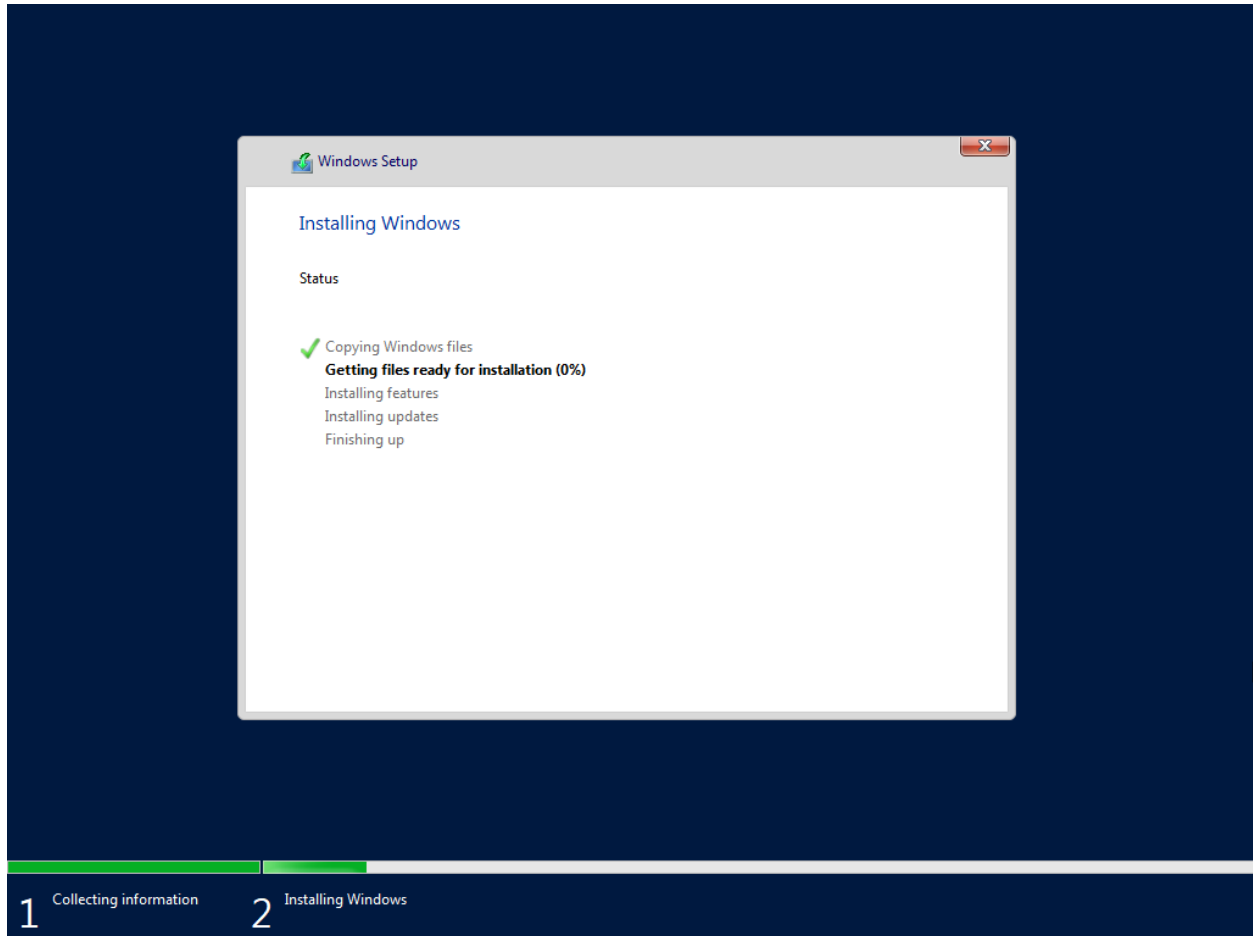 Windows Setup
Installing Windows
Status
Copying Windows files
Getting files ready for installation (0%)
Installing features
Installing updates
Finishing up
1 Collecting information 2 Installing Windows